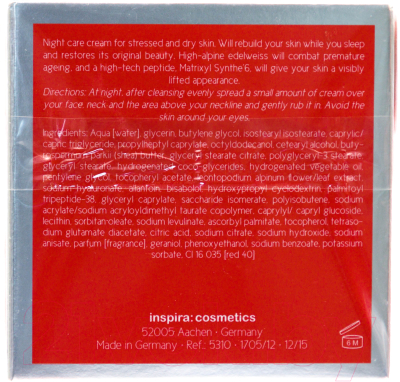 Night care cream for stressed and dry skin. Will rebuild your skin while you sleep
and restores its original beauty. High-alpine edelweiss will combat premature
ageing, and a high-tech peptide, Matrixyl Synthe'6, will give your skin a visibly
lifted appearance.
Directions: At night, after cleansing evenly spread a small amount of cream over
your face, neck and the area above your neckline and gently rub it in. Avoid the
skin around your eyes.
Ingredients: Aqua [water], glycerin, butylene glycol, isostearyl isostearate, caprylic/
capric triglyceride, propylheptyl caprylate, octyldodecanol, cetearyl alcohol, buty-
parkii (shea) butter, glyceryl stearate citrate, polyglyceryl-3 stearate,
glyceryl stearate, hydrogenated coco-glycerides, hydrogenated vegetable oil,
pentylene glycol, tocopheryl acetate, leontopodium alpinum flower/leaf extract,
sodium hyaluronate, allantoin, bisabolol, hydroxypropyl cyclodextrin, palmitoyl
tripeptide-38, glyceryl caprylate, saccharide isomerate, polyisobutene, sodium
acrylate/sodium acryloyldimethyl taurate copolymer, caprylyl/ capryl glucoside,
lecithin, sorbitan oleate, sodium levulinate, ascorbyl palmitate, tocopherol, tetraso-
dium glutamate diacetate, citric acid, sodium citrate, sodium hydroxide, sodium
anisate, parfum [fragrance], geraniol, phenoxyethanol, sodium benzoate, potassium
sorbate, CI 16 035 [red 40]
inspira: cosmetics
52005 Aachen · Germany
Made in Germany · Ref.: 5310 · 1705/12 · 12/15
6 M